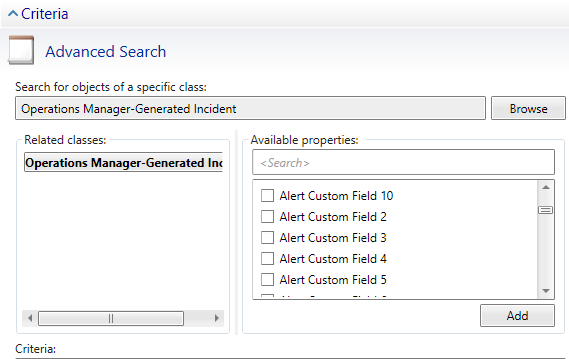 Criteria
Advanced Search
Search for objects of a specific class:
Operations Manager-Generated Incident
Browse
Related classes:
Operations Manager-Generated Inc
Available properties:
<Search>
Alert Custom Field 10
Alert Custom Field 2
Alert Custom Field 3
Alert Custom Field 4
Alert Custom Field 5
Add
Criteria: